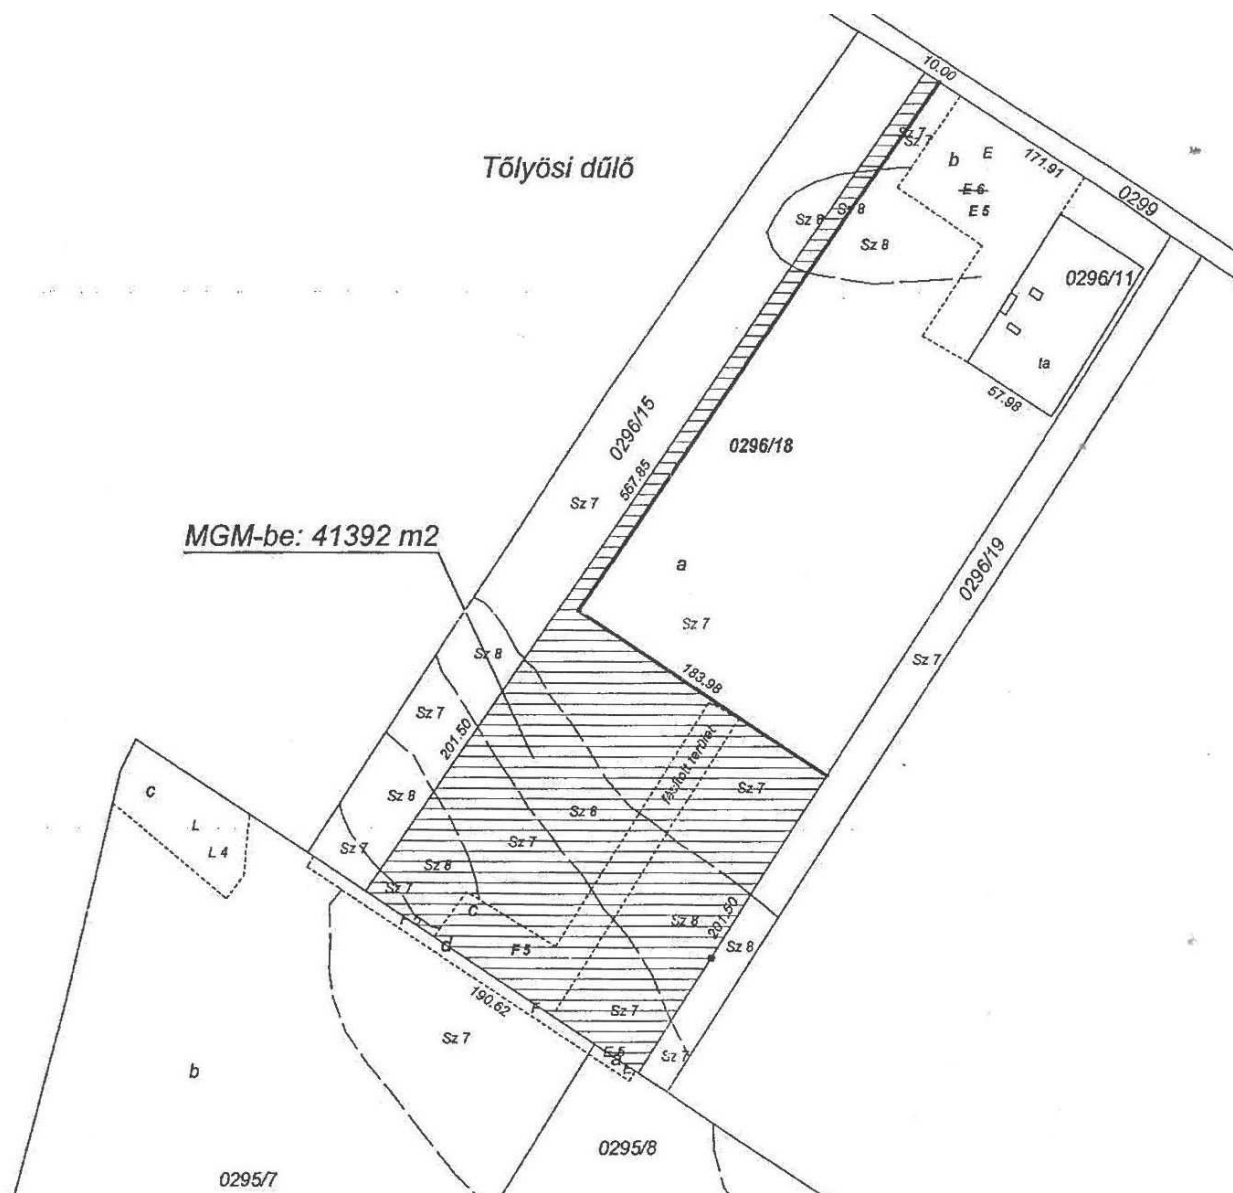 10.00
Tőlyösi dűlő
Sz 7
Sz 7
b
E
171.91
E 6
E 5
0299
Sz 8
Sz 8
Sz 8
0296/11
ta
57.98
0296/15
0296/18
567.85
Sz 7
MGM-be: 41392 m2
a
0296/19
Sz 7
Sz 7
Sz 8
183.98
Sz 7
201.50
fásított terület
Sz 7
c
Sz 8
Sz 8
L
L 4
Sz 7
Sz 7
Sz 8
Sz 7
c
Sz 8
201.50
Sz 8
d
F 5
190.62
F
Sz 7
Sz 7
E 5
a
Sz 7
b
0295/8
0295/7